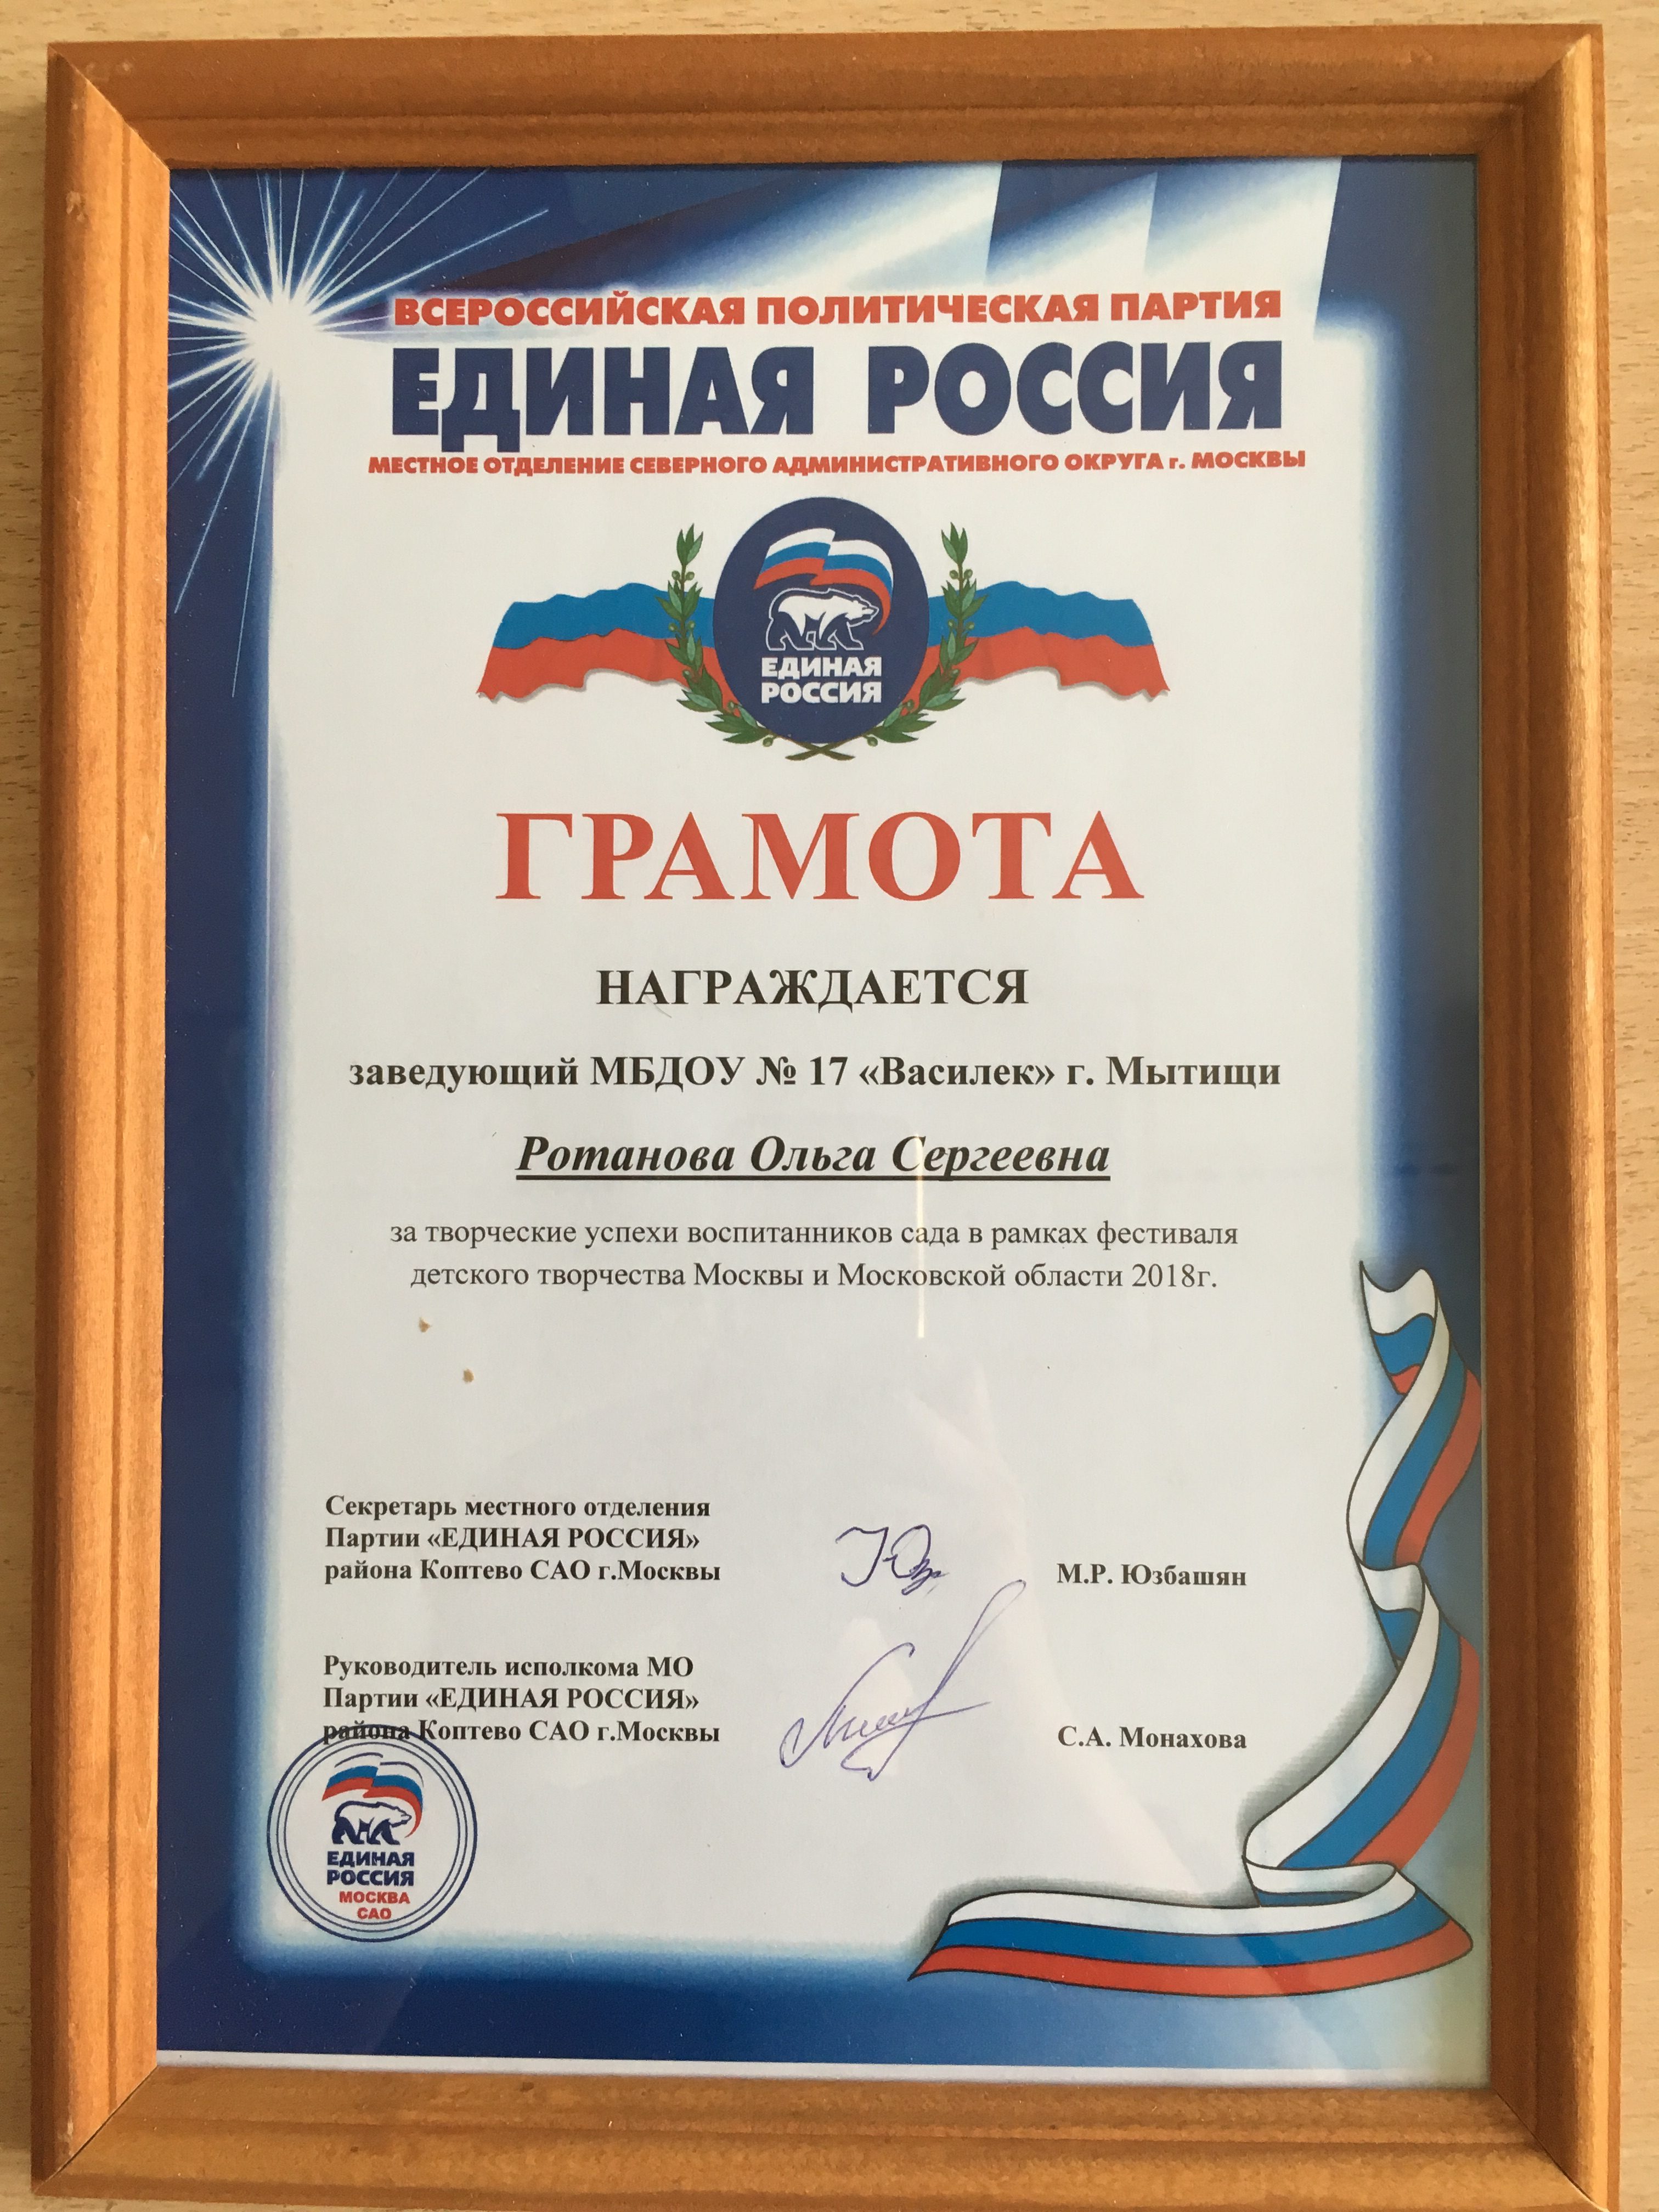 ВСЕРОССИЙСКАЯ ПОЛИТИЧЕСКАЯ ПАРТИЯ
ЕДИНАЯ РОССИЯ
МЕСТНОЕ ОТДЕЛЕНИЕ СЕВЕРНОГО АДМИНИСТРАТИВНОГО ОКРУГА г. МОСКВЫ
ЕДИНАЯ
РОССИЯ
ГРАМОТА
НАГРАЖДАЕТСЯ
заведующий МБДОУ № 17 «Василек» г. Мытищи
Ротанова Ольга Сергеевна
за творческие успехи воспитанников сада в рамках фестиваля
детского творчества Москвы и Московской области 2018г.
Секретарь местного отделения
Партии «ЕДИНАЯ РОССИЯ»
района Коптево САО г.Москвы
М.Р. Юзбашян
Руководитель исполкома МО
Партии «ЕДИНАЯ РОССИЯ»
района Коптево САО г.Москвы
С.А. Монахова
ЕДИНАЯ
РОССИЯ
МОСКВА
САО